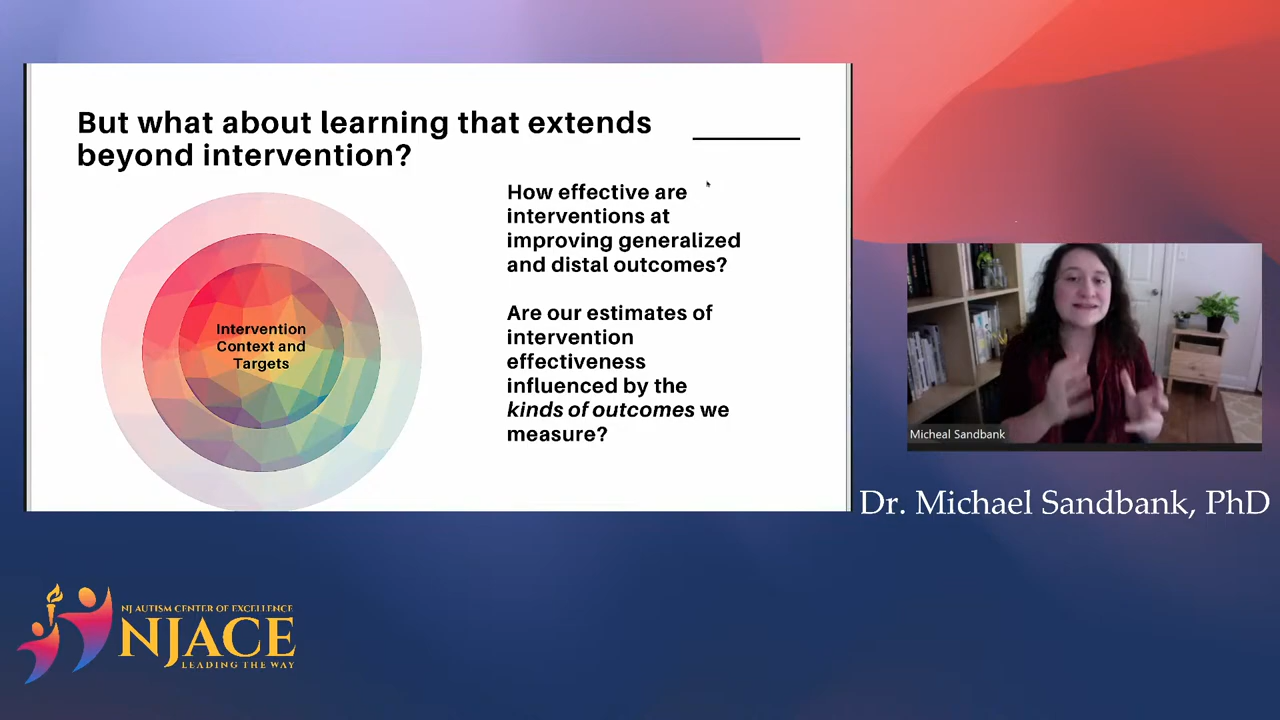 But what about learning that extends
beyond intervention?
Intervention
Context and
Targets
How effective are
interventions at
improving generalized
and distal outcomes?
Are our estimates of
intervention
effectiveness
influenced by the
kinds of outcomes we
measure?
Micheal Sandbank
Dr. Michael Sandbank, PhD
NJ AUTISM CENTER OF EXCELLENCE
NJACE
LEADING THE WAY